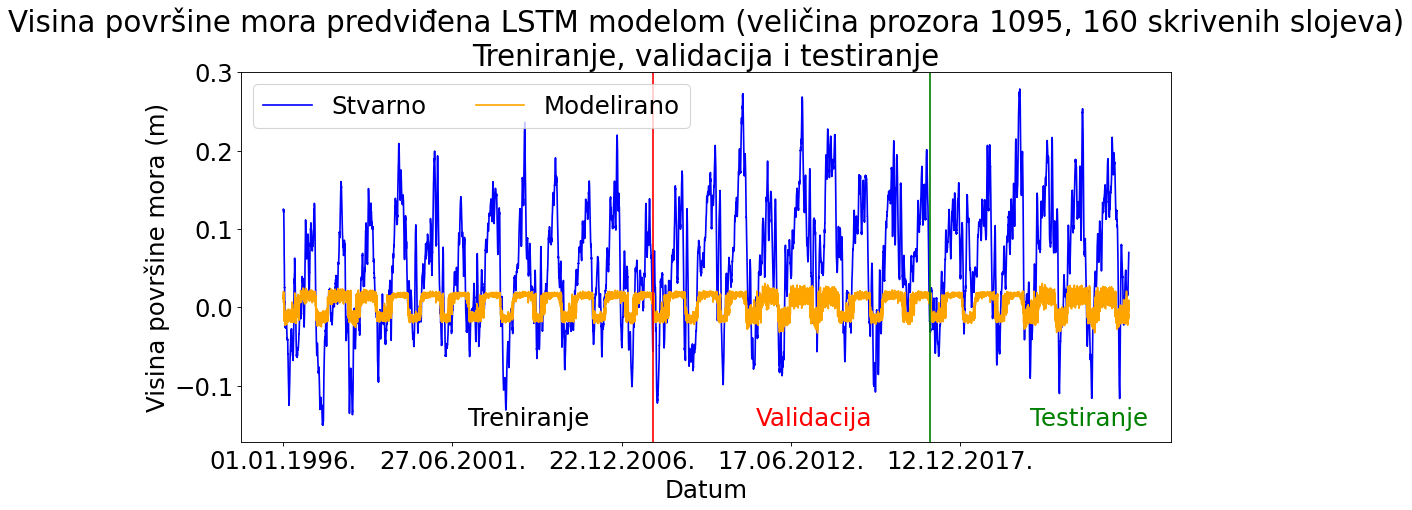 Visina površine mora predviđena LSTM modelom (veličina prozora 1095, 160 skrivenih slojeva)
Treniranje, validacija i testiranje
Stvarno Modelirano
Visina površine mora (m)
0.3
0.2
0.1
0.0
−0.1
Treniranje Validacija Testiranje
01.01.1996. 27.06.2001. 22.12.2006. 17.06.2012. 12.12.2017.
Datum